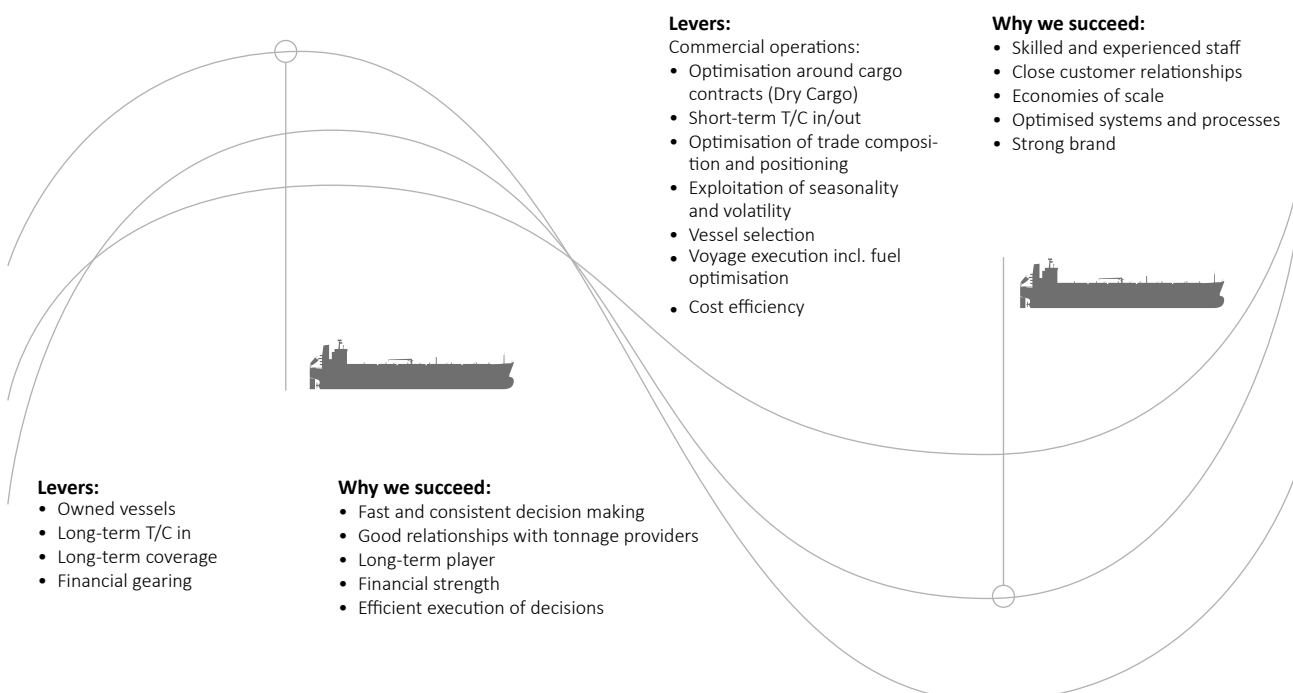 Levers:
Commercial operations:
• Optimisation around cargo
contracts (Dry Cargo)
• Short-term T/C in/out
• Optimisation of trade composi-
tion and positioning
• Exploitation of seasonality
and volatility
• Vessel selection
• Voyage execution incl. fuel
optimisation
• Cost efficiency
Why we succeed:
• Skilled and experienced staff
• Close customer relationships
• Economies of scale
• Optimised systems and processes
• Strong brand
Levers:
• Owned vessels
• Long-term T/C in
• Long-term coverage
• Financial gearing
Why we succeed:
• Fast and consistent decision making
• Good relationships with tonnage providers
• Long-term player
• Financial strength
• Efficient execution of decisions